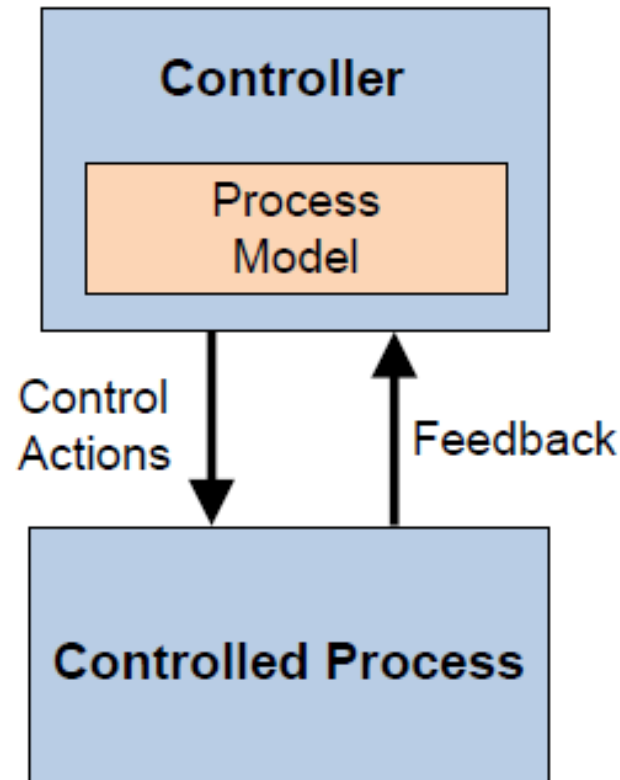 Controller
Process
Model
Control
Actions
Feedback
Controlled Process